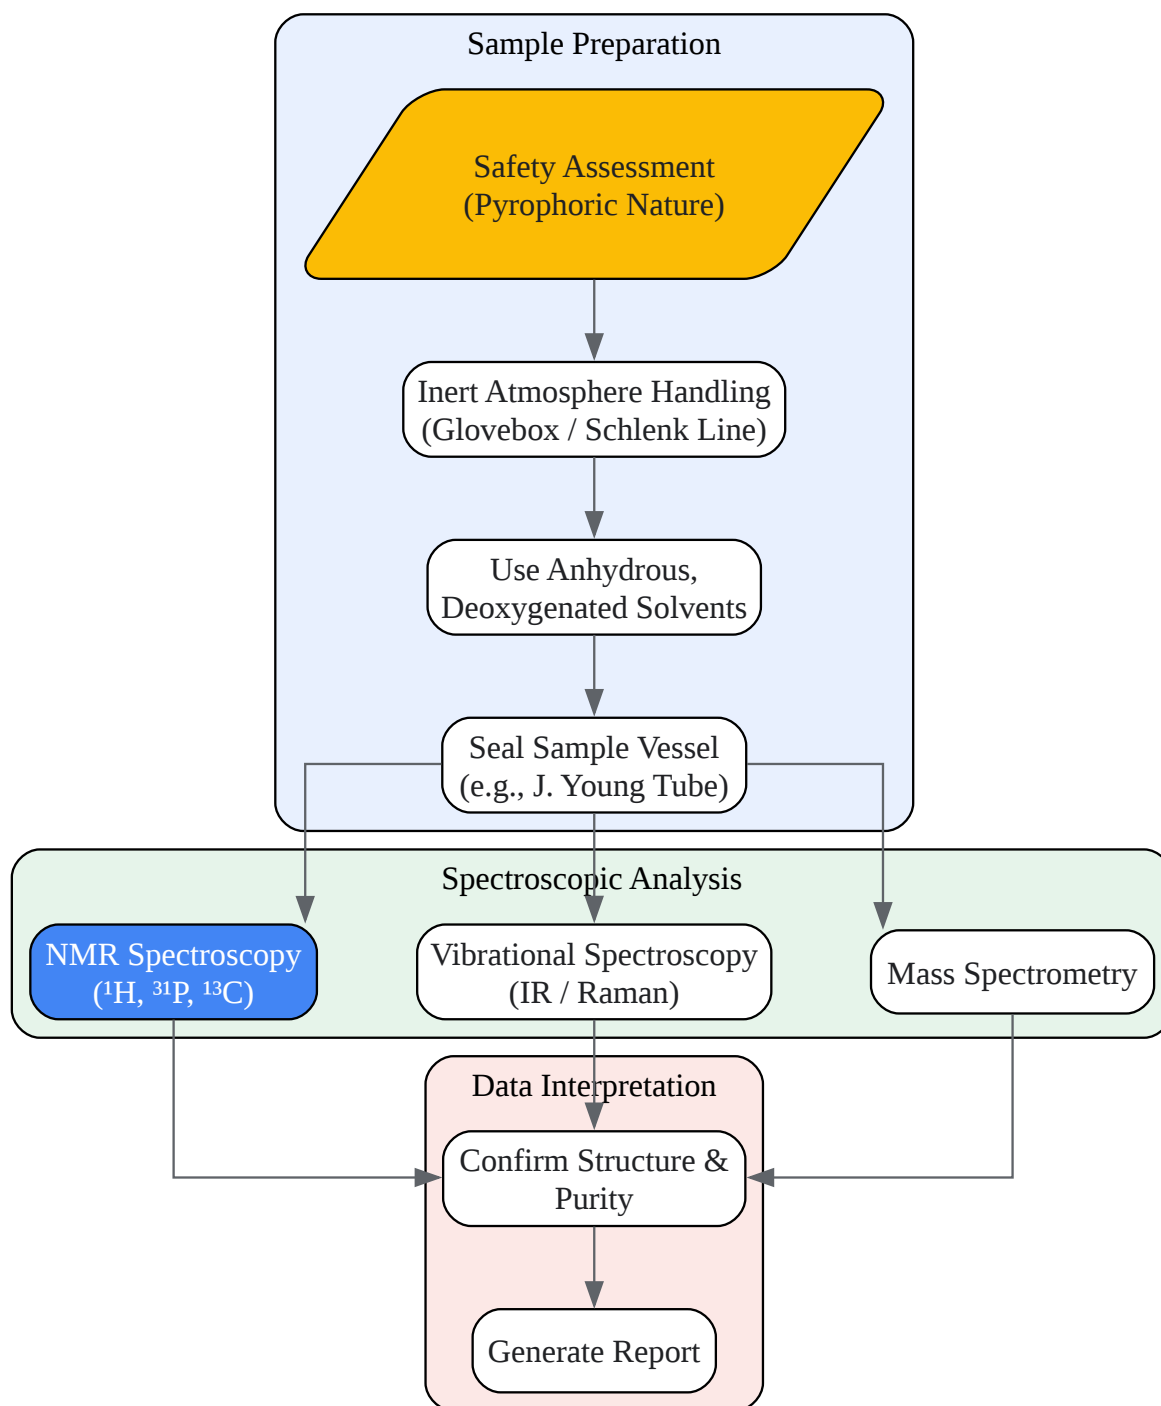 Sample Preparation
Safety Assessment
(Pyrophoric Nature)
Inert Atmosphere Handling
(Glovebox / Schlenk Line)
Use Anhydrous,
Deoxygenated Solvents
Seal Sample Vessel
(e.g., J. Young Tube)
Spectroscopic Analysis
NMR Spectroscopy
(¹H, ³¹P, ¹³C)
Vibrational Spectroscopy
(IR / Raman)
Mass Spectrometry
Data Interpretation
Confirm Structure &
Purity
Generate Report